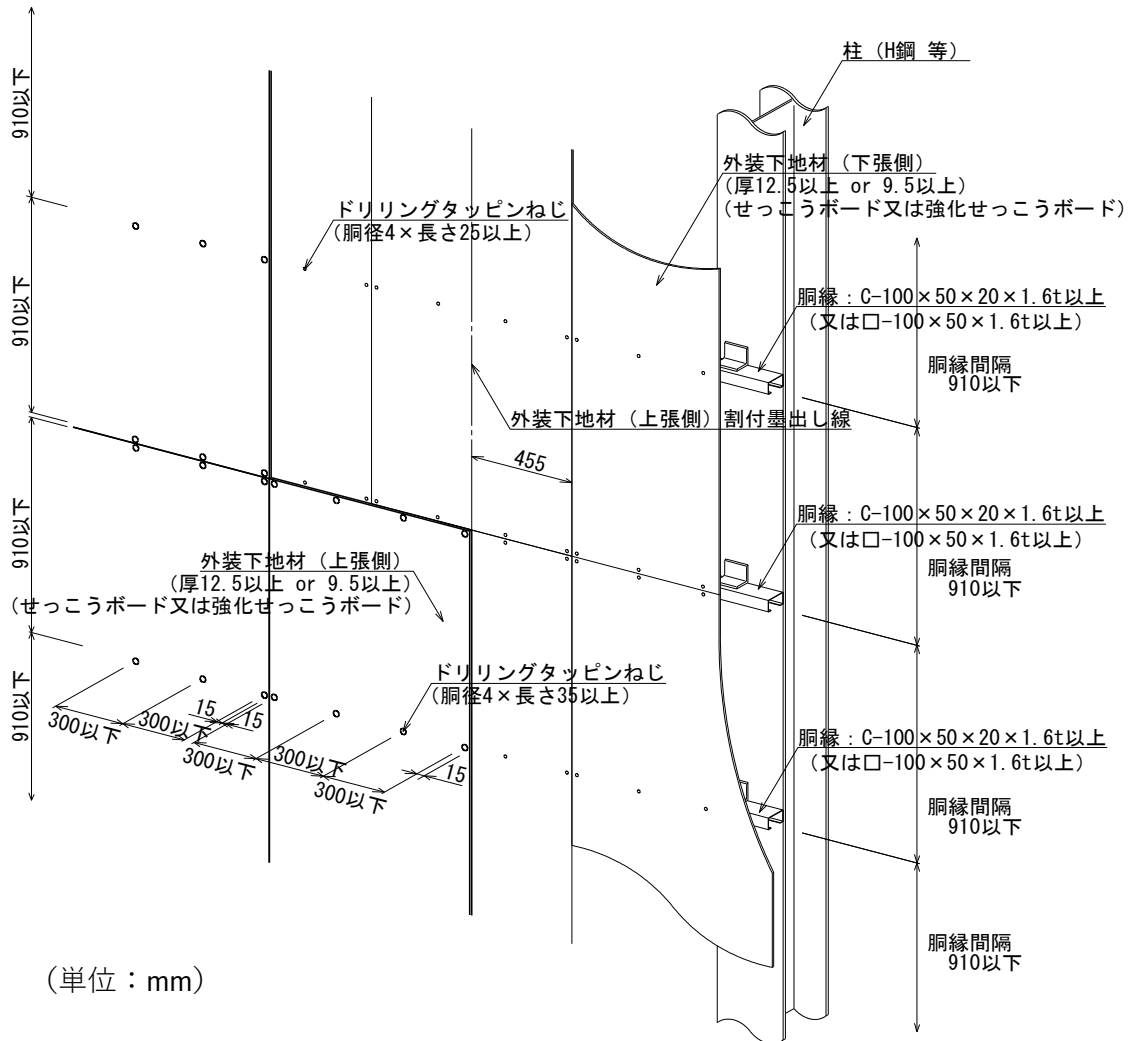 柱（H鋼 等）
910以下
外装下地材（下張側）
(厚12.5以上 or 9.5以上)
(せっこうボード又は強化せっこうボード)
ドリリングタッピンねじ
(胴径4×長さ25以上)
910以下
胴縁：C-100×50×20×1.6t以上
（又は□-100×50×1.6t以上）
胴縁間隔
910以下
外装下地材（上張側）割付墨出し線
455
910以下
胴縁：C-100×50×20×1.6t以上
（又は□-100×50×1.6t以上）
胴縁間隔
910以下
外装下地材（上張側）
(厚12.5以上 or 9.5以上)
(せっこうボード又は強化せっこうボード)
ドリリングタッピンねじ
(胴径4×長さ35以上)
910以下
300以下
300以下
15
15
300以下
300以下
300以下
15
胴縁：C-100×50×20×1.6t以上
（又は□-100×50×1.6t以上）
胴縁間隔
910以下
胴縁間隔
910以下
（単位：mm）